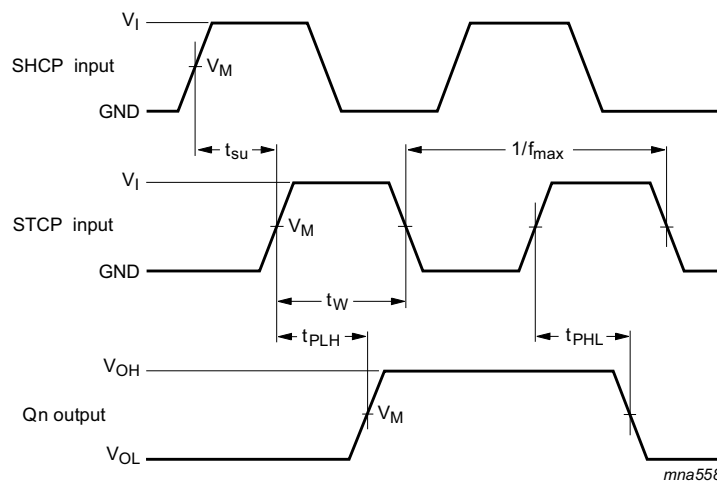 VI
SHCP input
VM
GND
tsu
1/fmax
VI
STCP input
VM
GND
tW
tPLH
tPHL
VOH
Qn output
VM
VOL
mna558